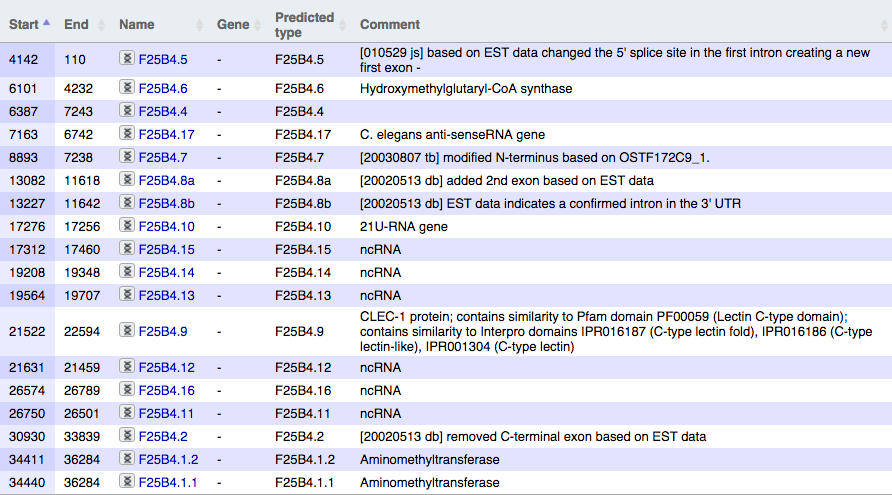 Start End Name Gene Predicted type Comment
4142 110 F25B4.5 - F25B4.5 [010529 js] based on EST data changed the 5' splice site in the first intron creating a new
first exon -
6101 4232 F25B4.6 - F25B4.6 Hydroxymethylglutaryl-CoA synthase
6387 7243 F25B4.4 - F25B4.4
7163 6742 F25B4.17 - F25B4.17 C. elegans anti-senseRNA gene
8893 7238 F25B4.7 - F25B4.7 [20030807 tb] modified N-terminus based on OSTF172C9_1.
13082 11618 F25B4.8a - F25B4.8a [20020513 db] added 2nd exon based on EST data
13227 11642 F25B4.8b - F25B4.8b [20020513 db] EST data indicates a confirmed intron in the 3' UTR
17276 17256 F25B4.10 - F25B4.10 21U-RNA gene
17312 17460 F25B4.15 - F25B4.15 ncRNA
19208 19348 F25B4.14 - F25B4.14 ncRNA
19564 19707 F25B4.13 - F25B4.13 ncRNA
21522 22594 F25B4.9 - F25B4.9 CLEC-1 protein; contains similarity to Pfam domain PF00059 (Lectin C-type domain);
contains similarity to Interpro domains IPR016187 (C-type lectin fold), IPR016186 (C-type
lectin-like), IPR001304 (C-type lectin)
21631 21459 F25B4.12 - F25B4.12 ncRNA
26574 26789 F25B4.16 - F25B4.16 ncRNA
26750 26501 F25B4.11 - F25B4.11 ncRNA
30930 33839 F25B4.2 - F25B4.2 [20020513 db] removed C-terminal exon based on EST data
34411 36284 F25B4.1.2 - F25B4.1.2 Aminomethyltransferase
34440 36284 F25B4.1.1 - F25B4.1.1 Aminomethyltransferase